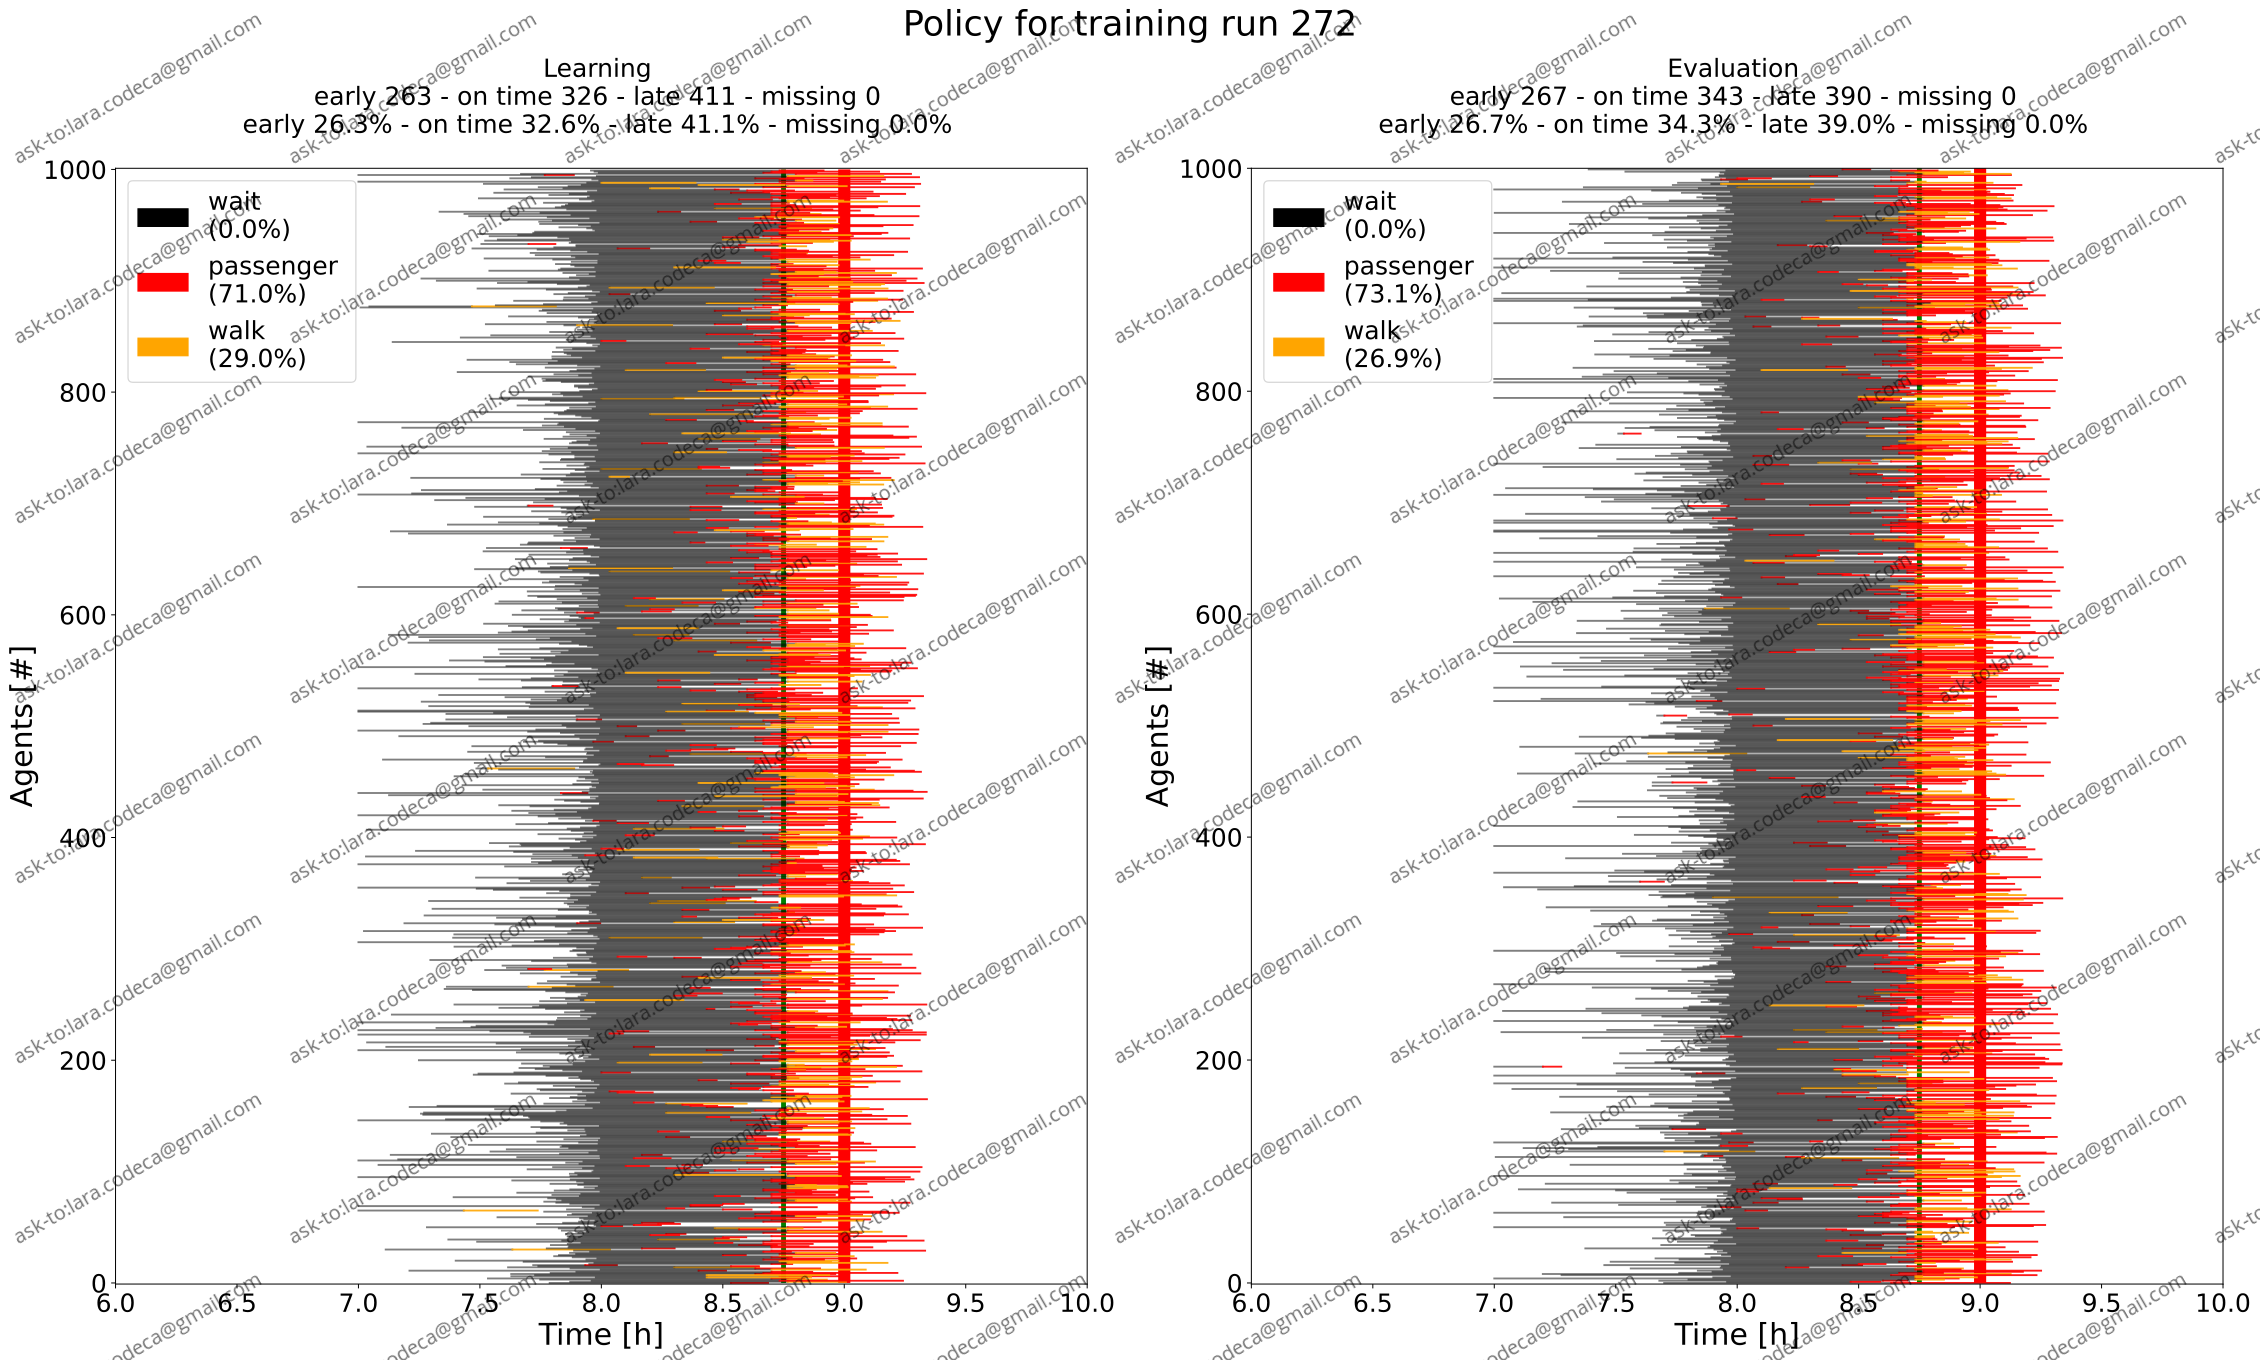 Policy for training run 272
Learning
early 263 - on time 326 - late 411 - missing 0
early 26.3% - on time 32.6% - late 41.1% - missing 0.0%
wait
(0.0%)
passenger
(71.0%)
walk
(29.0%)
1000
800
600
400
200
0
Agents [#]
6.0 6.5 7.0 7.5 8.0 8.5 9.0 9.5 10.0
Time [h]
Evaluation
early 267 - on time 343 - late 390 - missing 0
early 26.7% - on time 34.3% - late 39.0% - missing 0.0%
wait
(0.0%)
passenger
(73.1%)
walk
(26.9%)
1000
800
600
400
200
0
Agents [#]
6.0 6.5 7.0 7.5 8.0 8.5 9.0 9.5 10.0
Time [h]
ask-to:lara.codeca@gmail.com